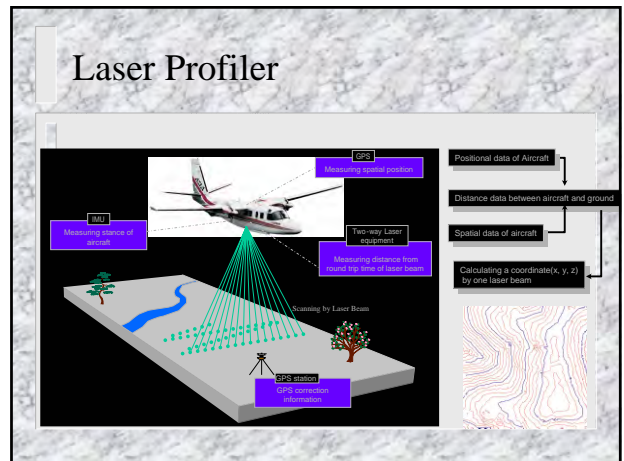 Laser Profiler
GPS
Measuring spatial position
IMU
Measuring stance of
aircraft
Two-way Laser
equipment
Measuring distance from
round trip time of laser beam
Scanning by Laser Beam
GPS station
GPS correction
information
Positional data of Aircraft
Distance data between aircraft and ground
Spatial data of aircraft
Calculating a coordinate(x, y, z)
by one laser beam